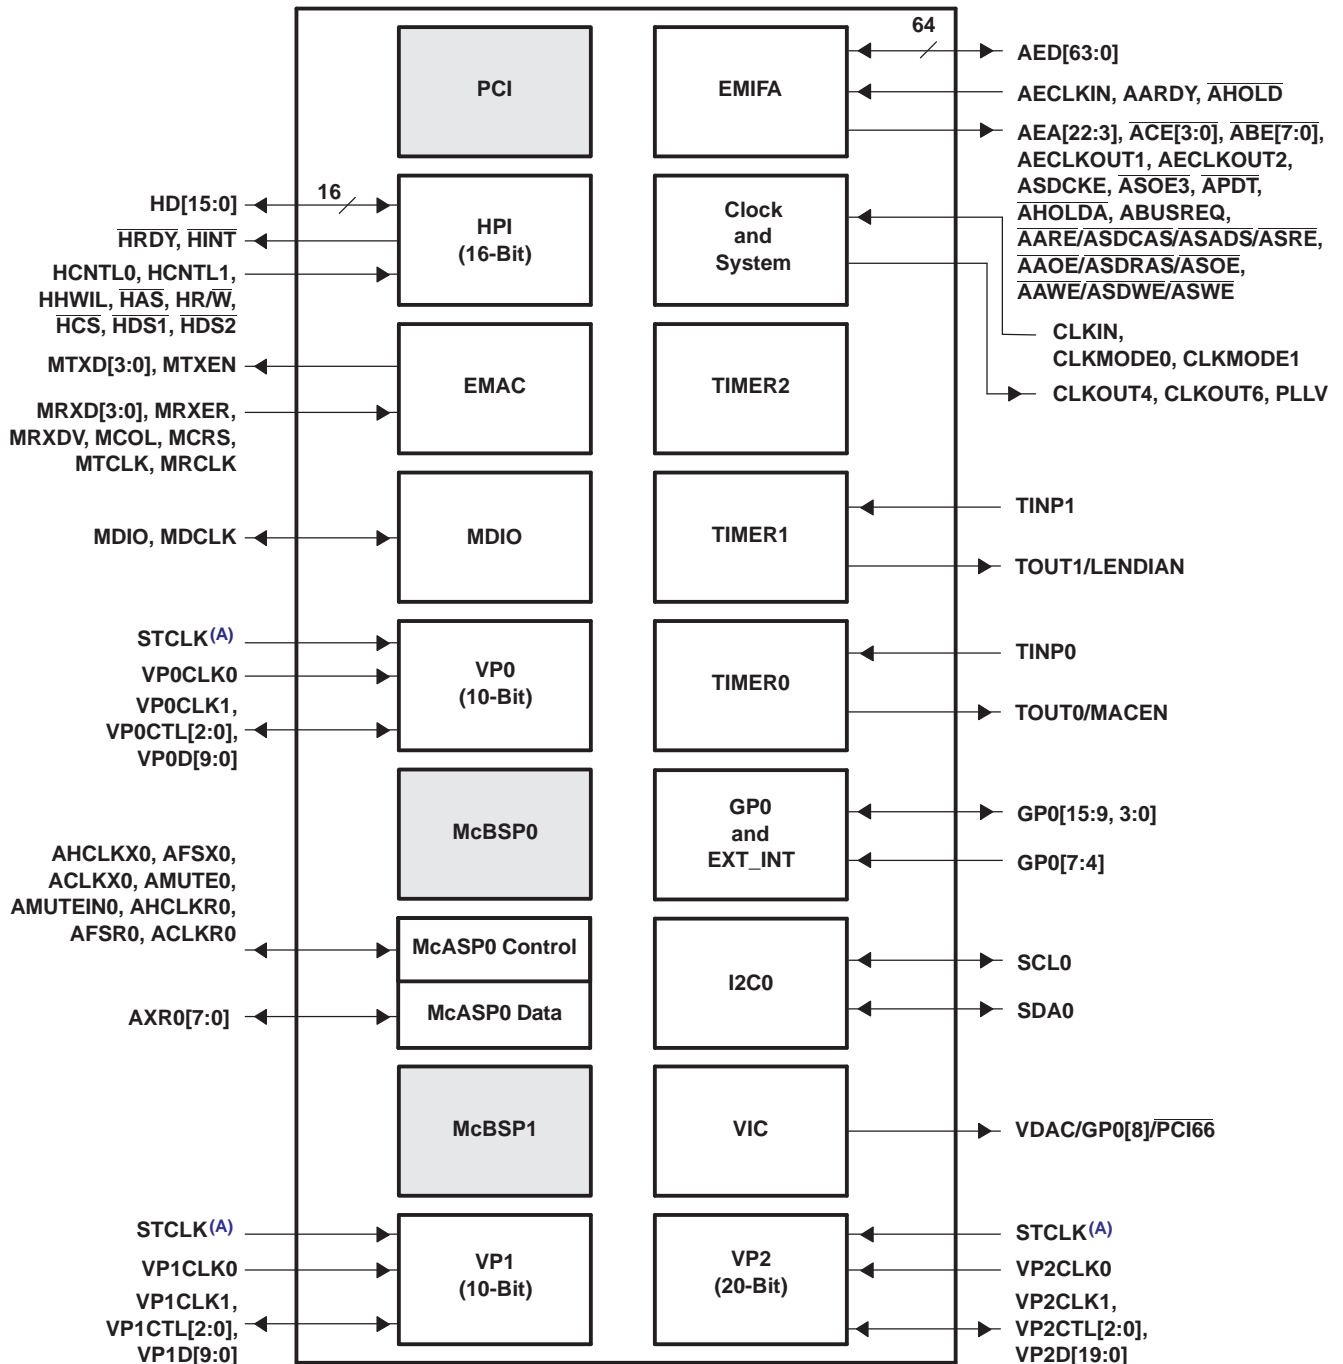 64
PCI
EMIFA
AED[63:0]
AECLKIN, AARDY, AHOLD
AEA[22:3], ACE[3:0], ABE[7:0],
AECLKOUT1, AECLKOUT2,
ASDCKE, ASOE3, APDT,
AHOLDA, ABUSREQ,
AARE/ASDCAS/ASADS/ASRE,
AAOE/ASDRAS/ASOE,
AAWE/ASDWE/ASWE
HD[15:0]
16
HRDY, HINT
HCNTL0, HCNTL1,
HHWIL, HAS, HR/W,
HCS, HDS1, HDS2
HPI
(16-Bit)
Clock
and
System
CLKIN,
CLKMODE0, CLKMODE1
CLKOUT4, CLKOUT6, PLLV
MTXD[3:0], MTXEN
MRXD[3:0], MRXER,
MRXDV, MCOL, MCRS,
MTCLK, MRCLK
EMAC
TIMER2
MDIO, MDCLK
MDIO
TIMER1
TINP1
TOUT1/LENDIAN
STCLK(A)
VP0CLK0
VP0CLK1,
VP0CTL[2:0],
VP0D[9:0]
VP0
(10-Bit)
TIMER0
TINP0
TOUT0/MACEN
McBSP0
GP0
and
EXT_INT
GP0[15:9, 3:0]
GP0[7:4]
AHCLKX0, AFSX0,
ACLKX0, AMUTE0,
AMUTEIN0, AHCLKR0,
AFSR0, ACLKR0
McASP0 Control
AXR0[7:0]
McASP0 Data
I2C0
SCL0
SDA0
McBSP1
VIC
VDAC/GP0[8]/PCI66
STCLK(A)
VP1CLK0
VP1CLK1,
VP1CTL[2:0],
VP1D[9:0]
VP1
(10-Bit)
VP2
(20-Bit)
STCLK(A)
VP2CLK0
VP2CLK1,
VP2CTL[2:0],
VP2D[19:0]